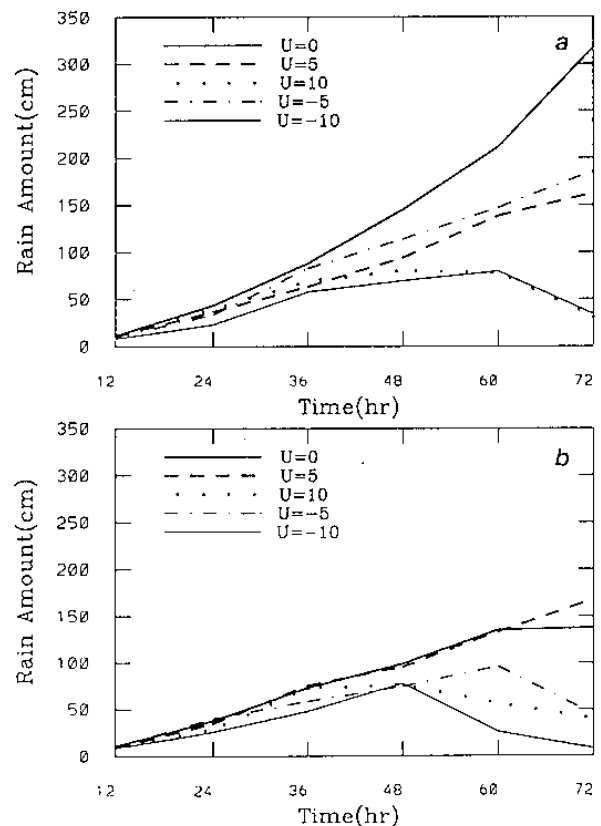 350
300
250
200
150
100
50
0
Rain Amount(cm)
U=0
U=5
U=10
U=-5
U=-10
a
12 24 36 48 60 72
Time(hr)
350
300
250
200
150
100
50
0
Rain Amount(cm)
U=0
U=5
U=10
U=-5
U=-10
b
12 24 36 48 60 72
Time(hr)